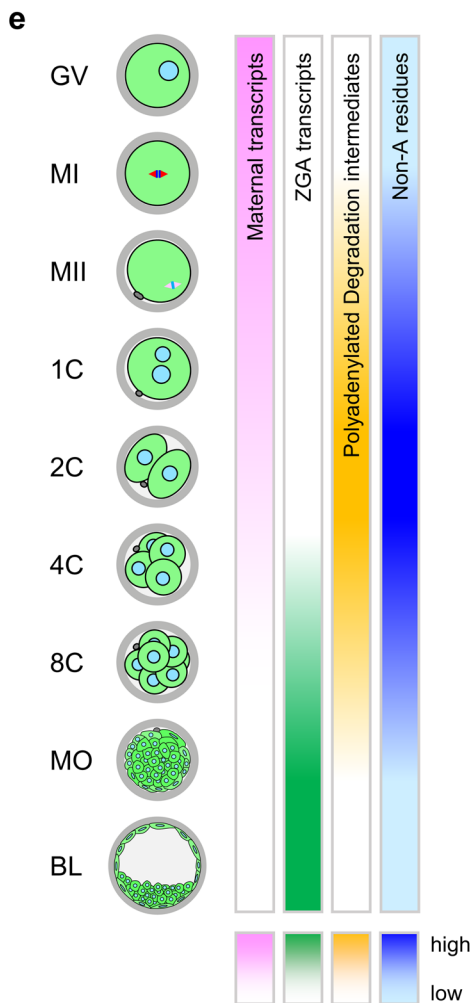 e
GV
MI
MII
1C
2C
4C
8C
MO
BL
Maternal transcripts
ZGA transcripts
Polyadenylated Degradation intermediates
Non-A residues
high
low